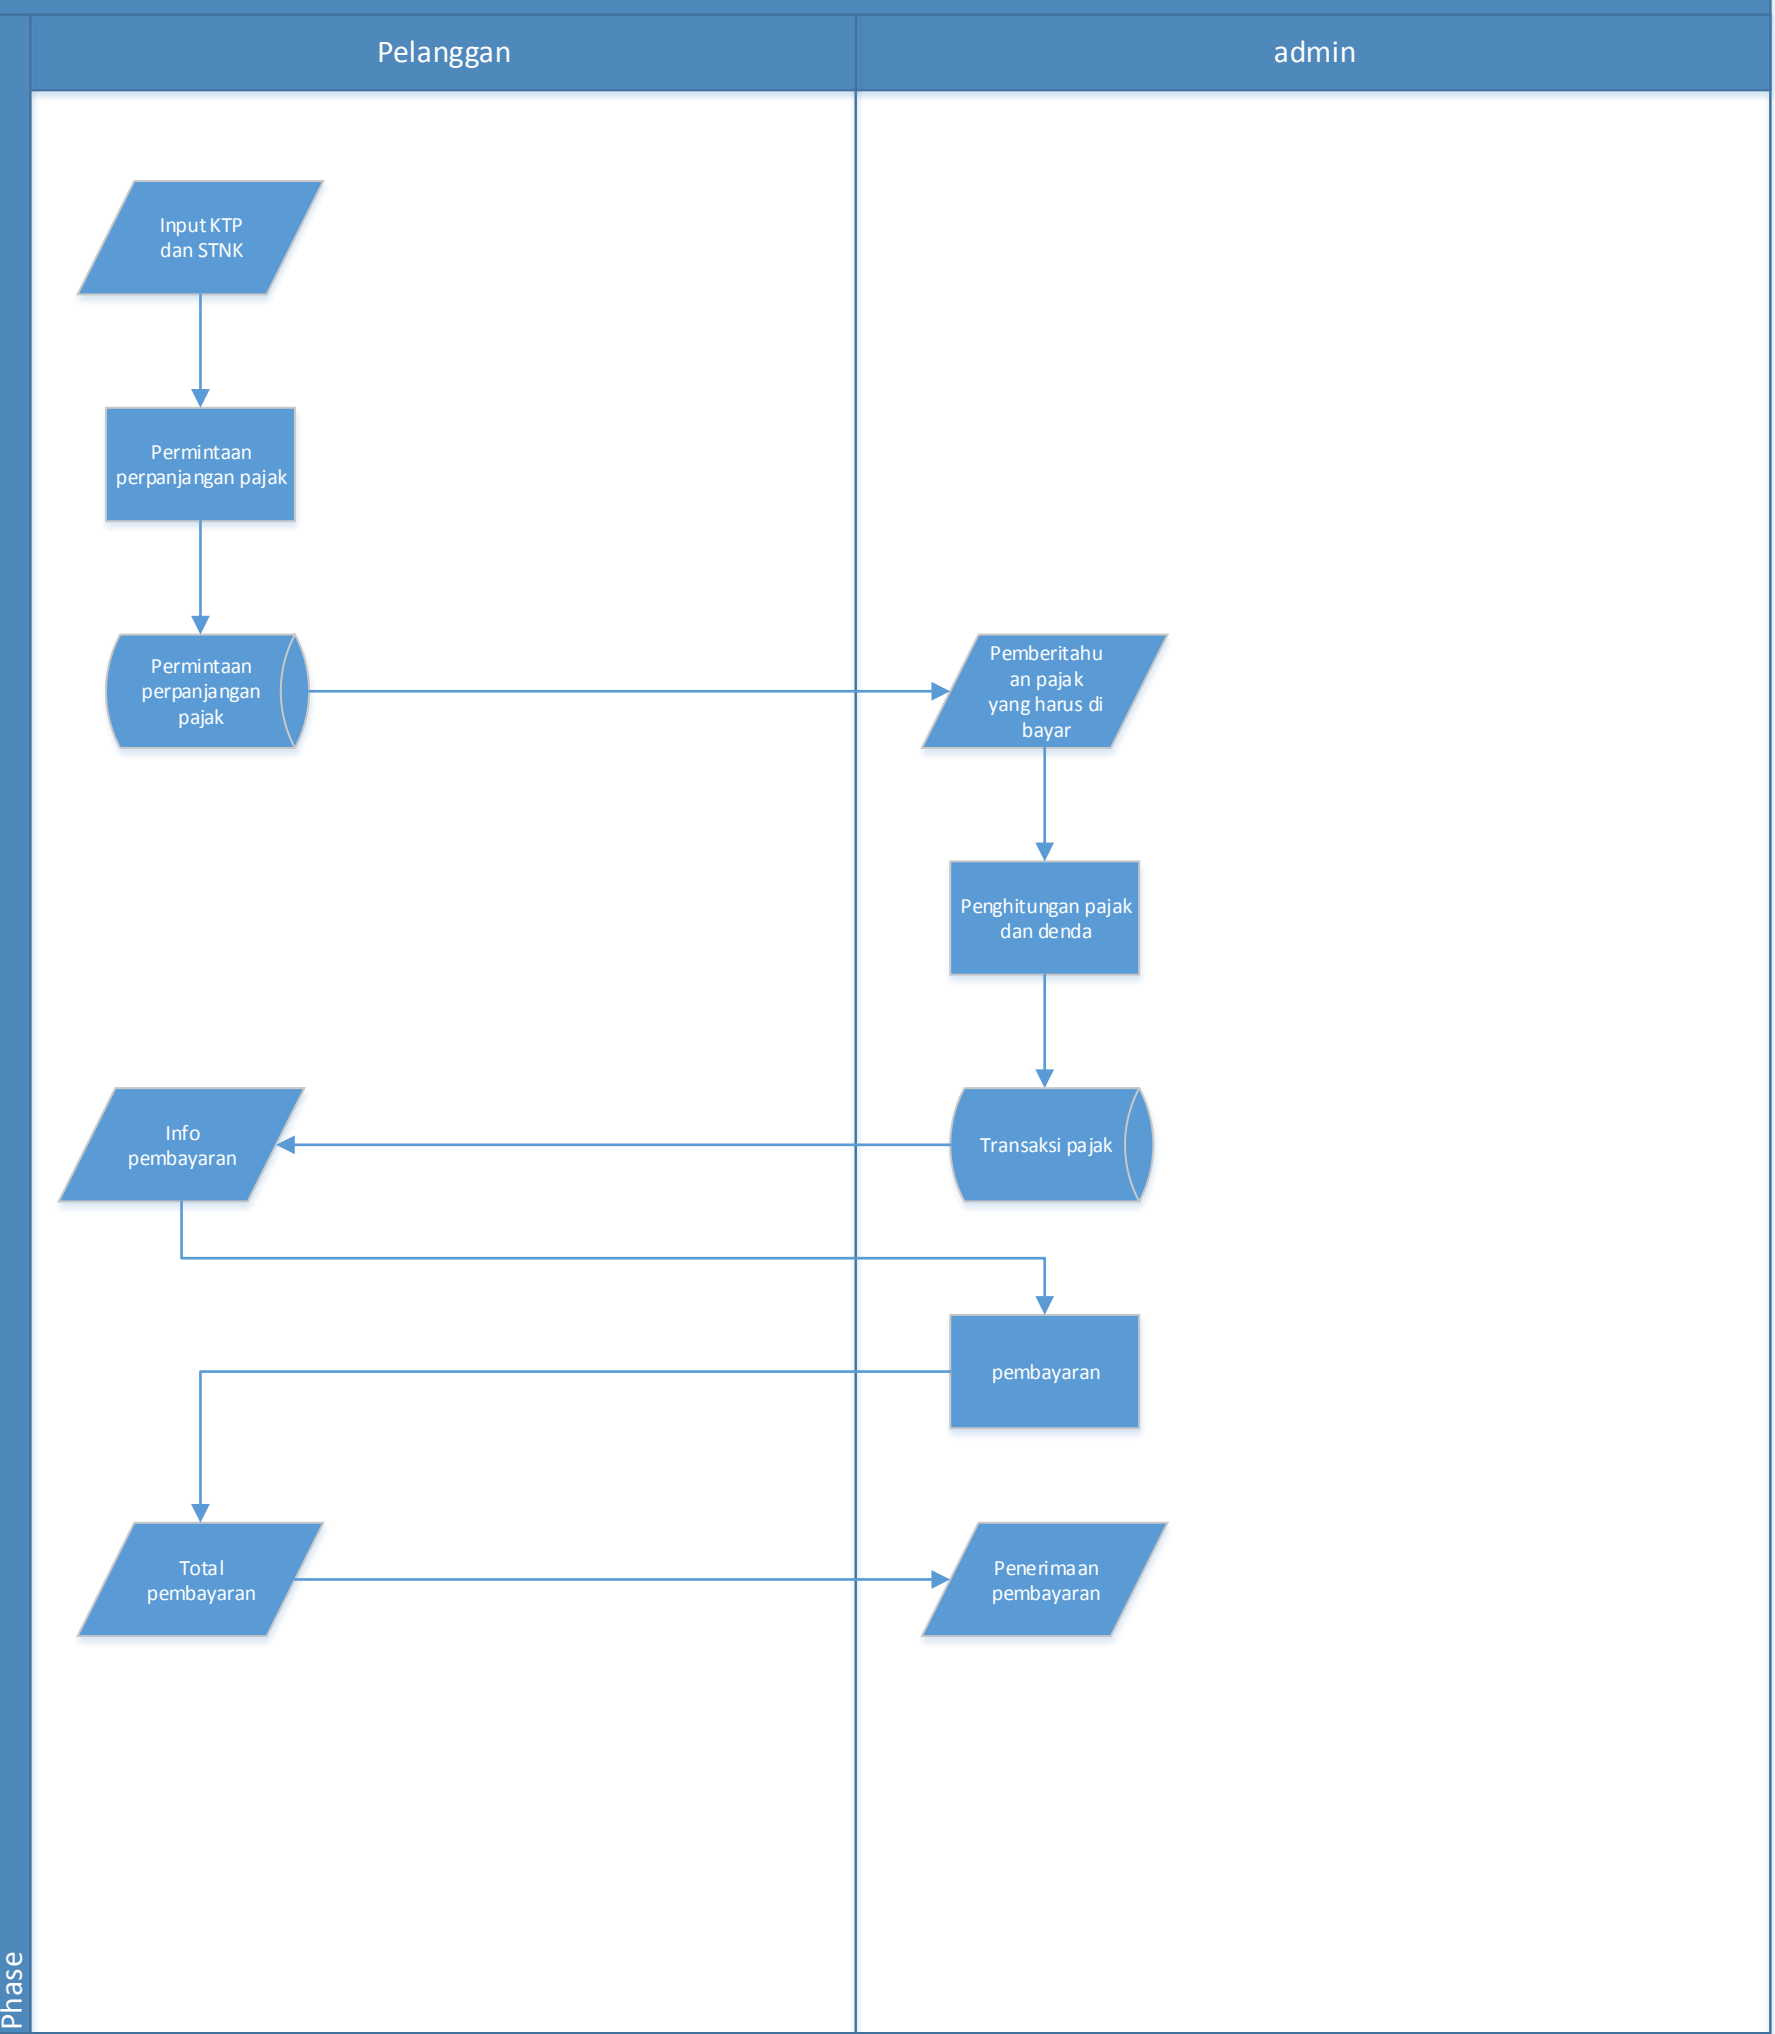 Pelanggan
admin
Input KTP
dan STNK
Permintaan
perpanjangan pajak
Permintaan
perpanjangan
pajak
Pemberitahu
an pajak
yang harus di
bayar
Penghitungan pajak
dan denda
Info
pembayaran
Transaksi pajak
pembayaran
Total
pembayaran
Penerimaan
pembayaran
Phase